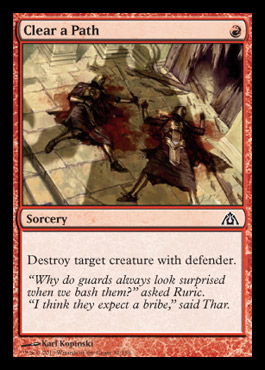 Clear a Path
Sorcery
Destroy target creature with defender.
“Why do guards always look surprised
when we bash them?” asked Ruric.
“I think they expect a bribe,” said Thar.
Karl Kopinski